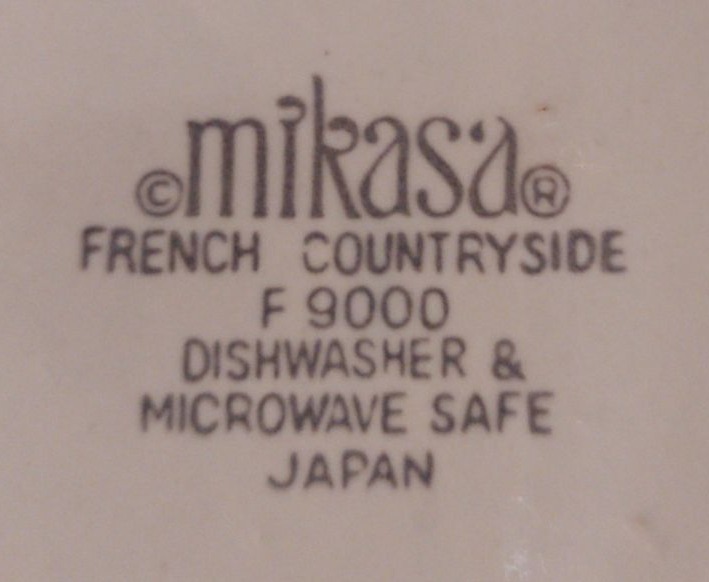 ©mikasa®
FRENCH COUNTRYSIDE
F 9000
DISHWASHER &
MICROWAVE SAFE
JAPAN